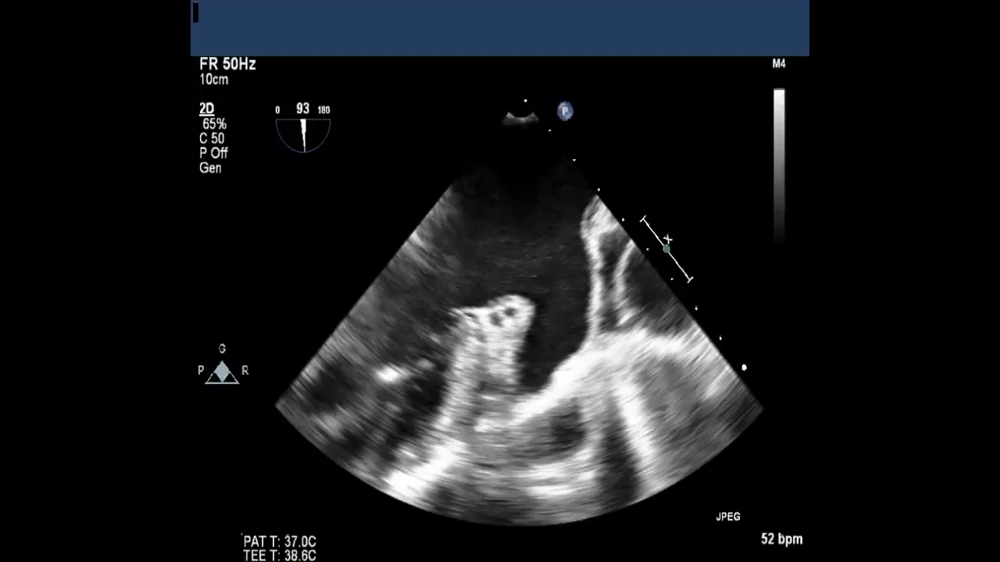 FR 50Hz
10cm
M4
2D
65%
C 50
P Off
Gen
0 93 180
P
G
P R
x
JPEG
52 bpm
PAT T: 37.0C
TEE T: 38.6C